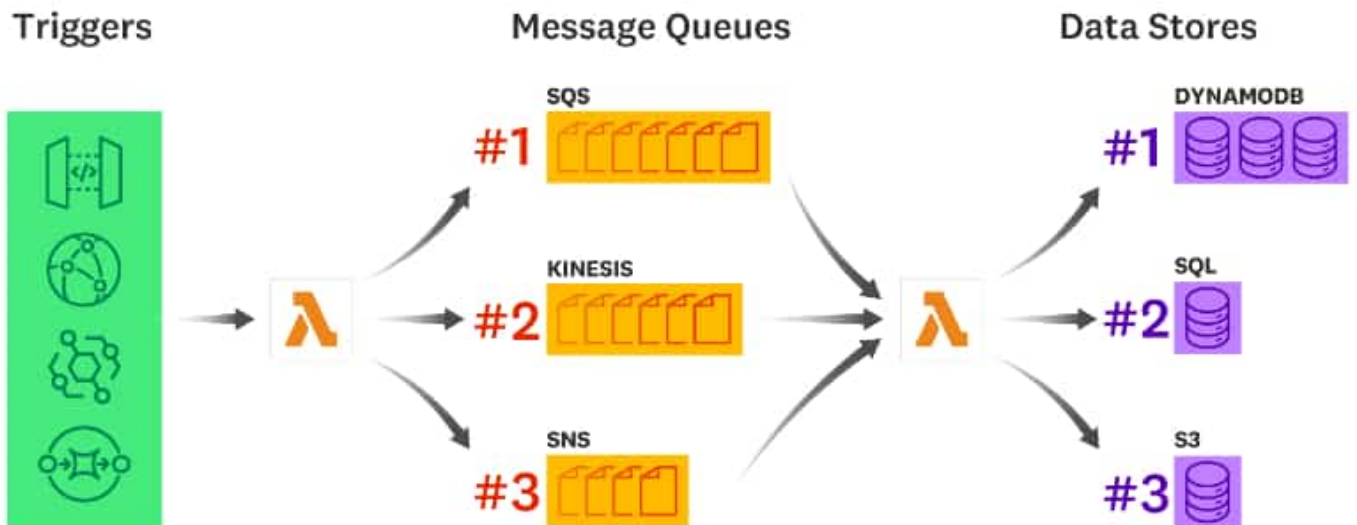 Triggers
Message Queues
Data Stores
SQS
#1
DYNAMODB
#1
</>
KINESIS
#2
SQL
#2
λ
λ
SNS
#3
S3
#3